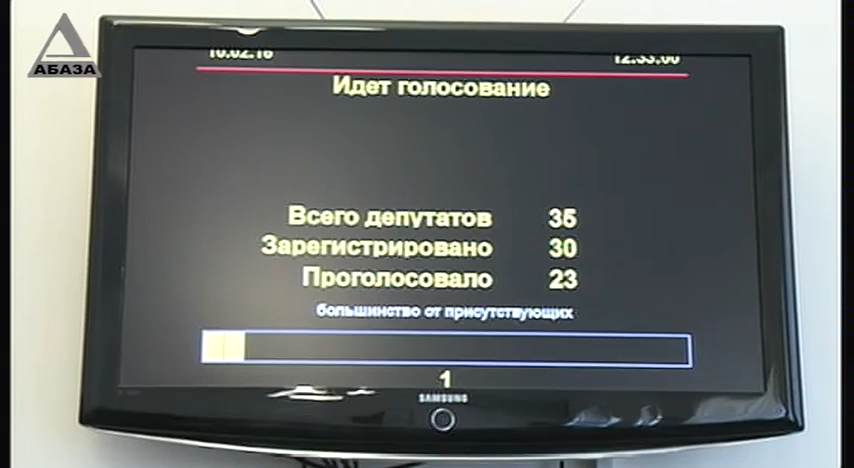 АБАЗА
10.02.16 12:33:00
Идет голосование
Всего депутатов 35
Зарегистрировано 30
Проголосовало 23
большинство от присутствующих
1
SAMSUNG